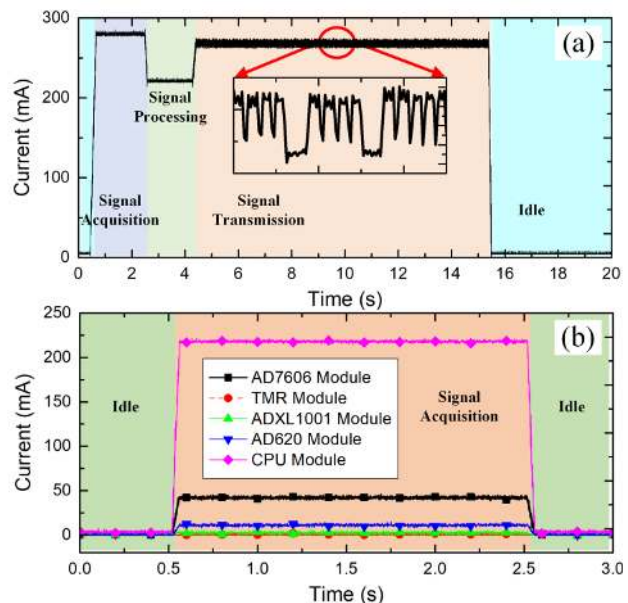 300
(a)
200
100
0
Current (mA)
Signal
Processing
Signal
Acquisition
Signal
Transmission
Idle
0 2 4 6 8 10 12 14 16 18 20
Time (s)
250
(b)
200
150
100
50
0
Current (mA)
Idle
AD7606 Module
TMR Module
ADXL1001 Module
AD620 Module
CPU Module
Signal
Acquisition
Idle
0.0 0.5 1.0 1.5 2.0 2.5 3.0
Time (s)